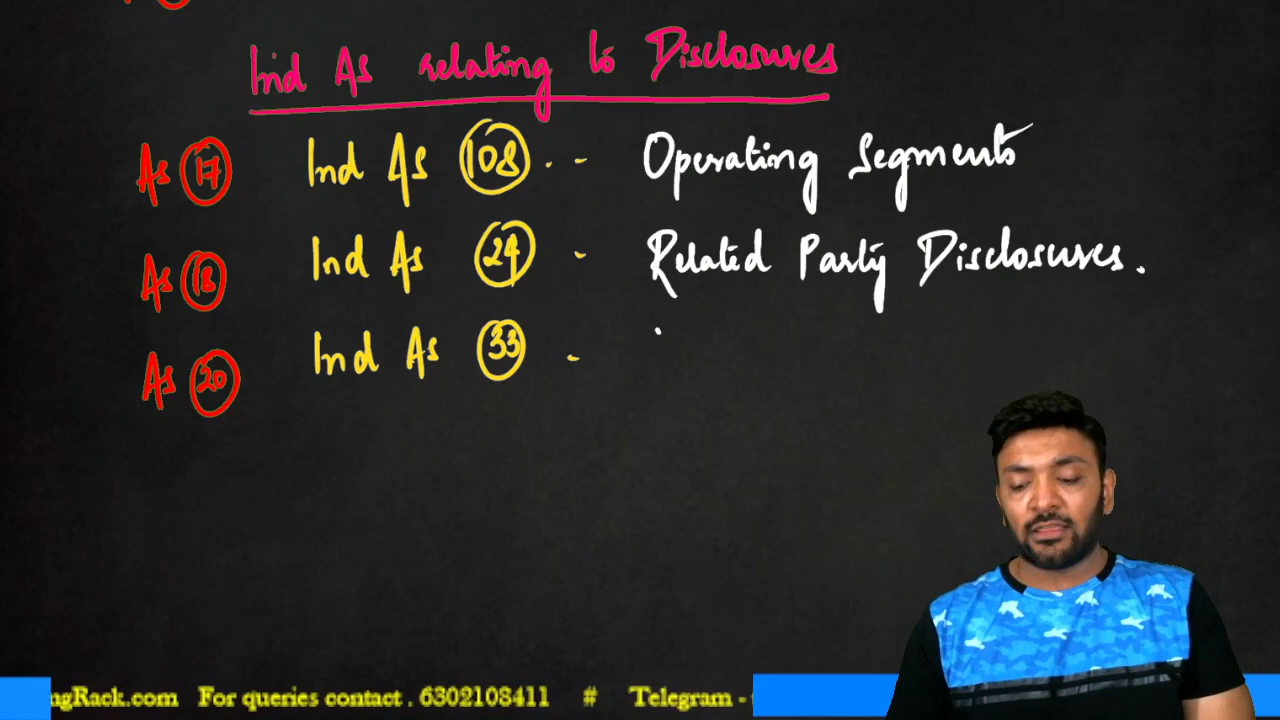 Ind As relating to Disclosures
As 17 Ind As 108 -- Operating Segments
As 18 Ind As 24 - Related Party Disclosures.
As 20 Ind As 33 -
ngRack.com For queries contact . 6302108411 # Telegram -